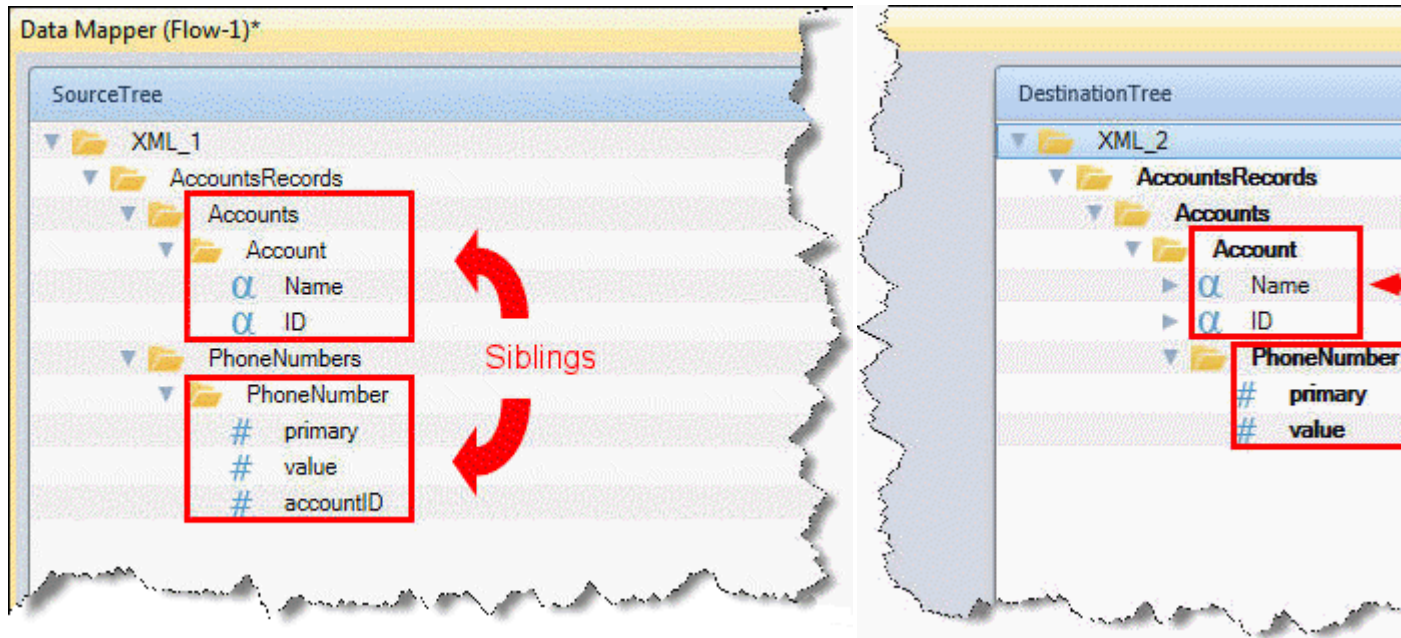 Data Mapper (Flow-1)*
SourceTree
XML_1
AccountsRecords
Accounts
Account
α Name
α ID
PhoneNumbers
PhoneNumber
# primary
# value
# accountID
Siblings
DestinationTree
XML_2
AccountsRecords
Accounts
Account
α Name
α ID
PhoneNumber
# primary
# value